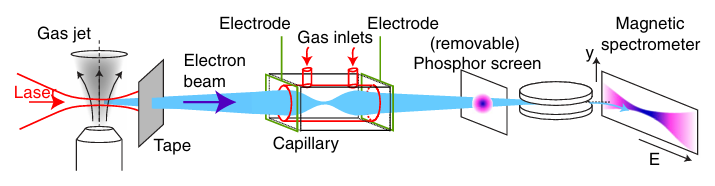 Gas jet
Laser
Tape
Electron
beam
Electrode
Gas inlets
Electrode
Capillary
(removable)
Phosphor screen
Magnetic
spectrometer
y
E